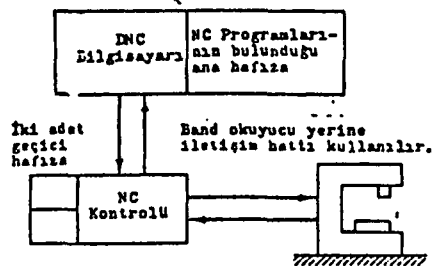 DNC
Bilgisayarı
NC Programları-
nın bulunduğu
ana hafıza
İki adet
geçici
hafıza
Band okuyucu yerine
iletişim hattı kullanılır.
NC
Kontrolü